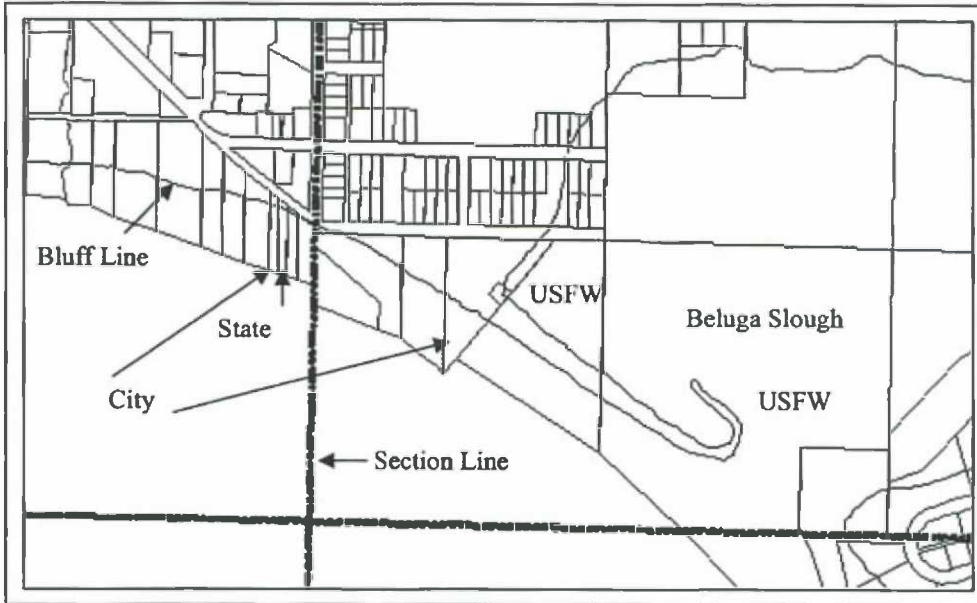 Bluff Line
USFW
Beluga Slough
State
City
USFW
Section Line